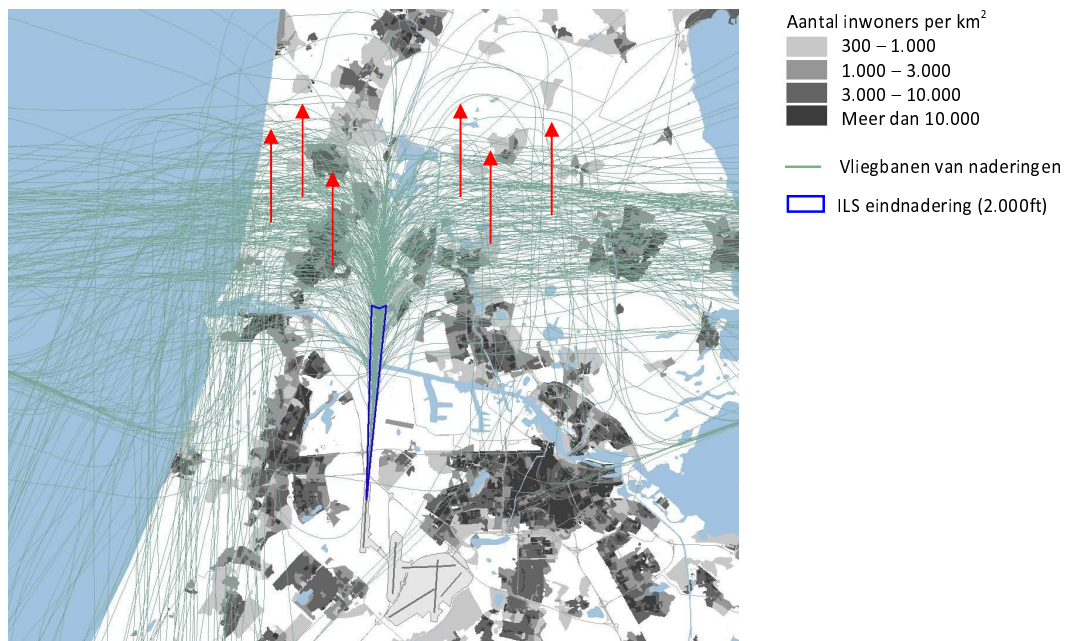 Aantal inwoners per km2
300 – 1.000
1.000 – 3.000
3.000 – 10.000
Meer dan 10.000
Vliegbanen van naderingen
ILS eindnadering (2.000ft)